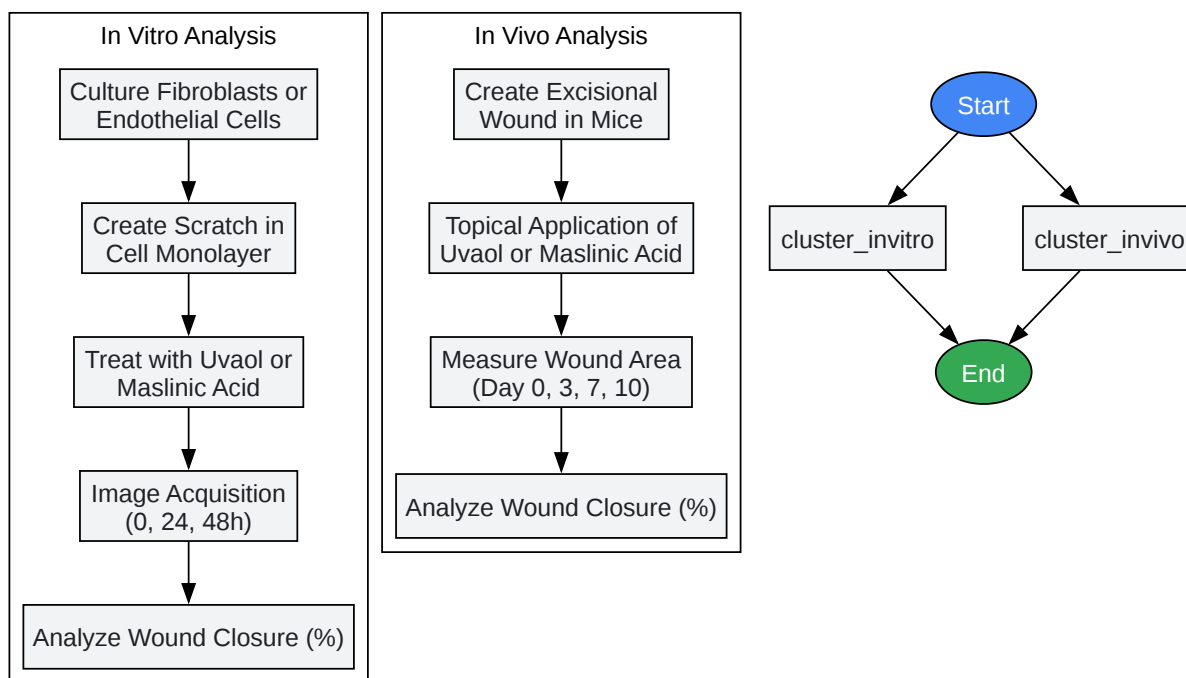 In Vitro Analysis
Culture Fibroblasts or
Endothelial Cells
Create Scratch in
Cell Monolayer
Treat with Uvaol or
Maslinic Acid
Image Acquisition
(0, 24, 48h)
Analyze Wound Closure (%)
In Vivo Analysis
Create Excisional
Wound in Mice
Topical Application of
Uvaol or Maslinic Acid
Measure Wound Area
(Day 0, 3, 7, 10)
Analyze Wound Closure (%)
Start
cluster_invitro
cluster_invivo
End